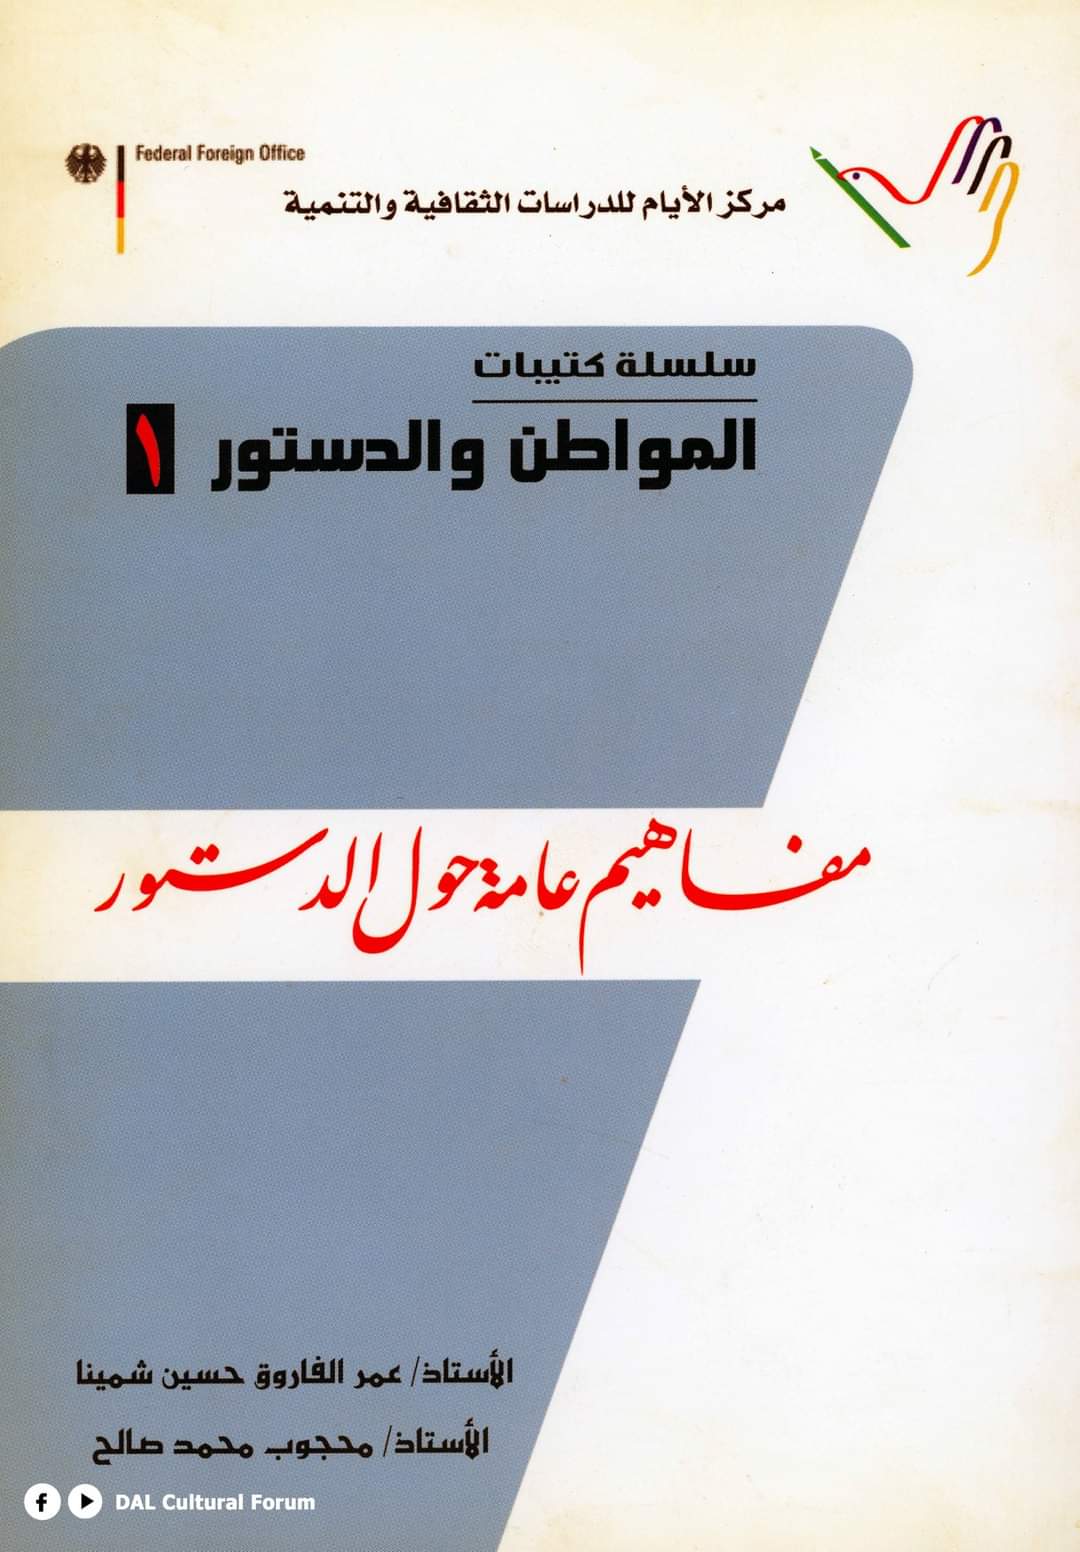 Federal Foreign Office
مركز الأيام للدراسات الثقافية والتنمية
سلسلة كتيبات
المواطن والدستور ١
مفاهيم عامة حول الدستور
الأستاذ/ عمر الفاروق حسين شمينا
الأستاذ/ محجوب محمد صالح
DAL Cultural Forum